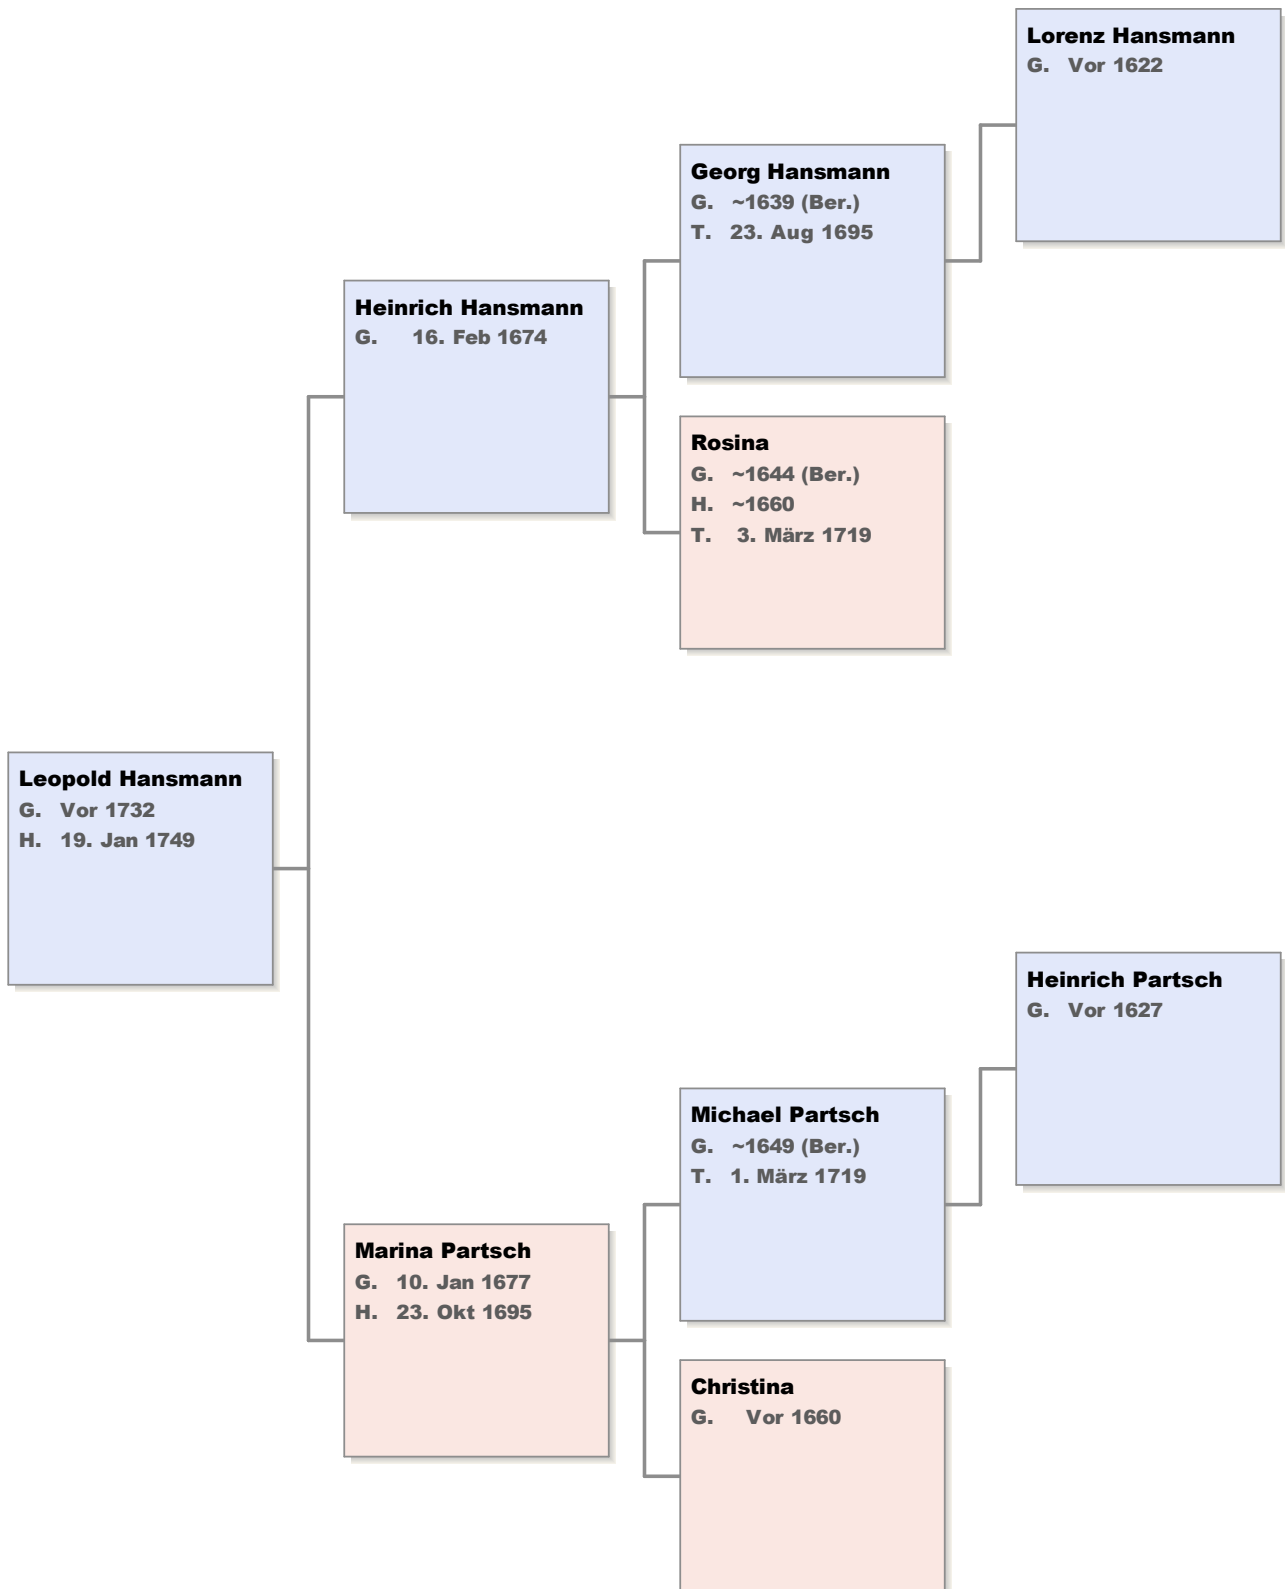 Lorenz Hansmann
G. Vor 1622
Georg Hansmann
G. ~1639 (Ber.)
T. 23. Aug 1695
Heinrich Hansmann
G. 16. Feb 1674
Rosina
G. ~1644 (Ber.)
H. ~1660
T. 3. März 1719
Leopold Hansmann
G. Vor 1732
H. 19. Jan 1749
Heinrich Partsch
G. Vor 1627
Michael Partsch
G. ~1649 (Ber.)
T. 1. März 1719
Marina Partsch
G. 10. Jan 1677
H. 23. Okt 1695
Christina
G. Vor 1660